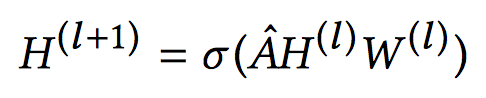 H^{(l+1)} = σ(ÂH^{(l)}W^{(l)})